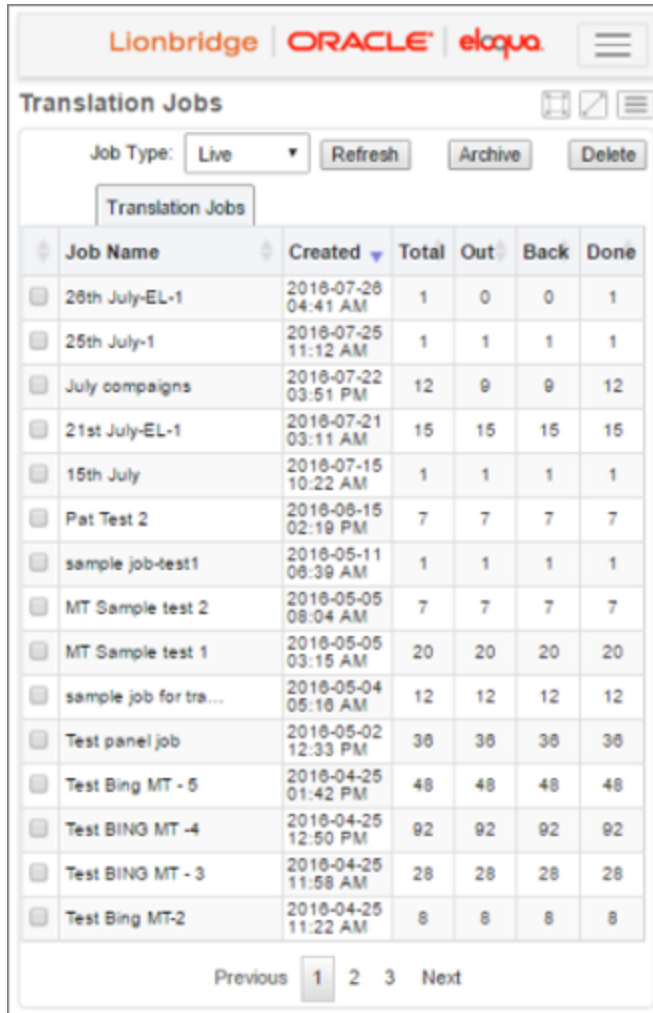 Lionbridge | ORACLE | eloqua.
Translation Jobs
Job Type: Live Refresh Archive Delete
Translation Jobs
Job Name Created Total Out Back Done
26th July-EL-1 2016-07-26 04:41 AM 1 0 0 1
25th July-1 2016-07-25 11:12 AM 1 1 1 1
July compaigns 2016-07-22 03:51 PM 12 9 9 12
21st July-EL-1 2016-07-21 03:11 AM 15 15 15 15
15th July 2016-07-15 10:22 AM 1 1 1 1
Pat Test 2 2016-06-15 02:19 PM 7 7 7 7
sample job-test1 2016-05-11 06:39 AM 1 1 1 1
MT Sample test 2 2016-05-05 08:04 AM 7 7 7 7
MT Sample test 1 2016-05-05 03:15 AM 20 20 20 20
sample job for tra... 2016-05-04 05:16 AM 12 12 12 12
Test panel job 2016-05-02 12:33 PM 36 36 36 36
Test Bing MT - 5 2016-04-25 01:42 PM 48 48 48 48
Test BING MT -4 2016-04-25 12:50 PM 92 92 92 92
Test BING MT - 3 2016-04-25 11:58 AM 28 28 28 28
Test Bing MT-2 2016-04-25 11:22 AM 8 8 8 8
Previous 1 2 3 Next